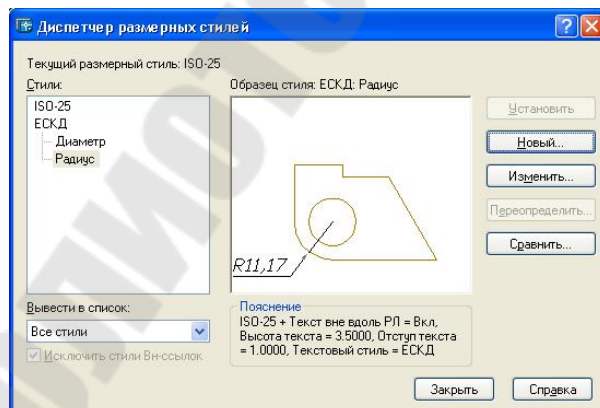 Диспетчер размерных стилей
Текущий размерный стиль: ISO-25
Стили:
ISO-25
ЕСКД
Диаметр
Радиус
Вывести в список:
Все стили
Исключить стили Вн-ссылок
Образец стиля: ЕСКД: Радиус
R11,17
Пояснение
ISO-25 + Текст вне вдоль РЛ = Вкл,
Высота текста = 3.5000, Отступ текста
= 1.0000, Текстовый стиль = ЕСКД
Установить
Новый...
Изменить...
Переопределить...
Сравнить...
Закрыть
Справка